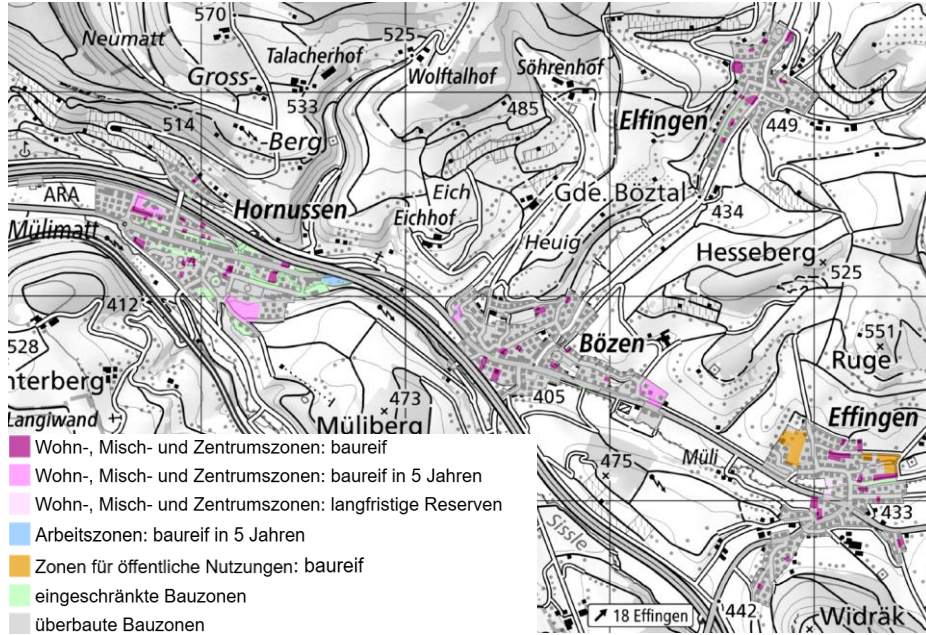 570
Neumatt
Talacherhof
525
Gross-
533
Wolftalhof
Söhrenhof
485
514
-Berg
Elfingen
449
ARA
Eich
Gde. Böztal
Hornussen
Eichhof
434
Mülimatt
Heuig
Hesseberg
384
525
412
551
528
Bözen
Ruge
nterberg
473
405
Effingen
Langiwand
Müliberg
475
Müli
433
Sissle
442
18 Effingen
Widräk
Wohn-, Misch- und Zentrumszonen: baureif
Wohn-, Misch- und Zentrumszonen: baureif in 5 Jahren
Wohn-, Misch- und Zentrumszonen: langfristige Reserven
Arbeitszonen: baureif in 5 Jahren
Zonen für öffentliche Nutzungen: baureif
eingeschränkte Bauzonen
überbaute Bauzonen